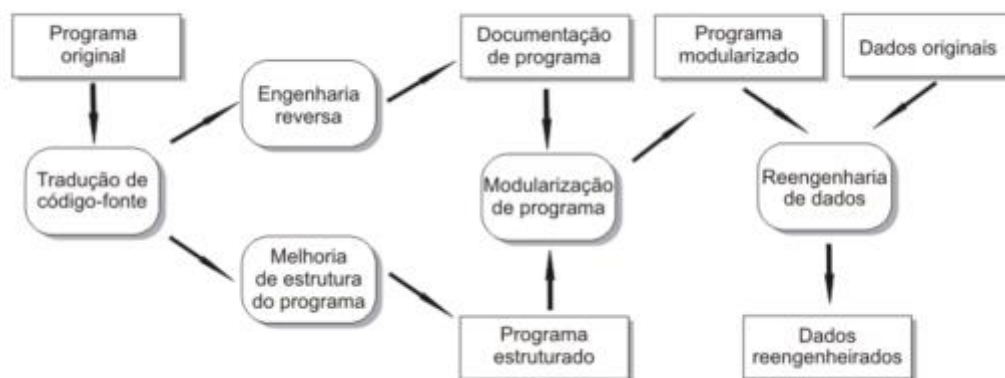 Programa
original
Documentação
de programa
Programa
modularizado
Dados originais
Engenharia
reversa
Tradução de
código-fonte
Modularização
de programa
Reengenharia
de dados
Melhoria
de estrutura
do programa
Programa
estruturado
Dados
reengenheirados